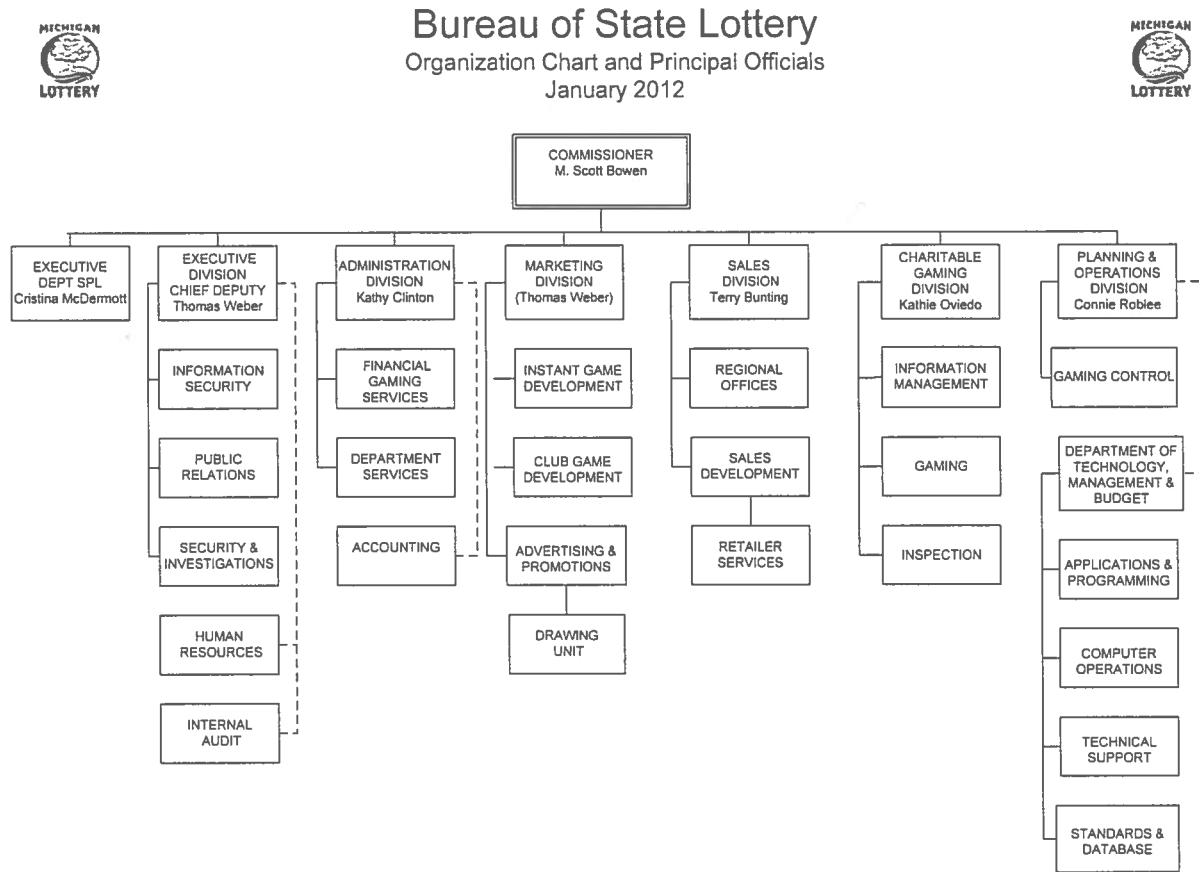 MICHIGAN
LOTTERY
Bureau of State Lottery
Organization Chart and Principal Officials
January 2012
MICHIGAN
LOTTERY
COMMISSIONER
M. Scott Bowen
EXECUTIVE
DEPT SPL
Cristina McDermott
EXECUTIVE
DIVISION
CHIEF DEPUTY
Thomas Weber
INFORMATION
SECURITY
PUBLIC
RELATIONS
SECURITY &
INVESTIGATIONS
HUMAN
RESOURCES
INTERNAL
AUDIT
ADMINISTRATION
DIVISION
Kathy Clinton
FINANCIAL
GAMING
SERVICES
DEPARTMENT
SERVICES
ACCOUNTING
MARKETING
DIVISION
(Thomas Weber)
INSTANT GAME
DEVELOPMENT
CLUB GAME
DEVELOPMENT
ADVERTISING &
PROMOTIONS
DRAWING
UNIT
SALES
DIVISION
Terry Bunting
REGIONAL
OFFICES
SALES
DEVELOPMENT
RETAILER
SERVICES
CHARITABLE
GAMING
DIVISION
Kathie Oviedo
INFORMATION
MANAGEMENT
GAMING
INSPECTION
PLANNING &
OPERATIONS
DIVISION
Connie Roblee
GAMING CONTROL
DEPARTMENT OF
TECHNOLOGY,
MANAGEMENT &
BUDGET
APPLICATIONS &
PROGRAMMING
COMPUTER
OPERATIONS
TECHNICAL
SUPPORT
STANDARDS &
DATABASE